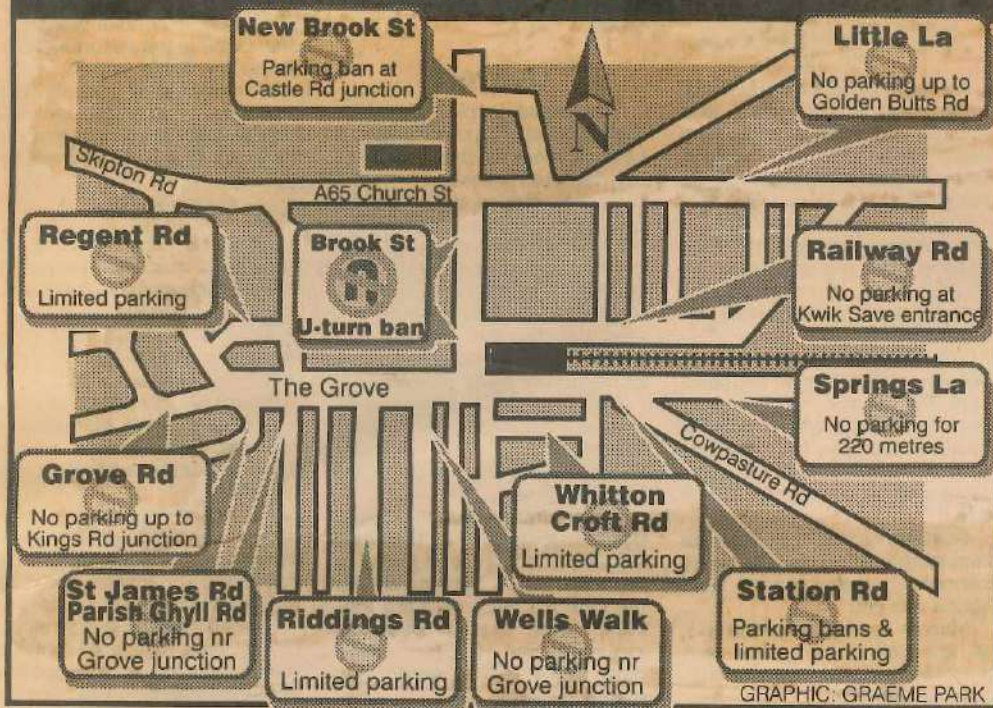 New Brook St
Parking ban at
Castle Rd junction
Little La
No parking up to
Golden Butts Rd
N
Skipton Rd
A65 Church St
Regent Rd
Limited parking
Brook St
U-turn ban
Railway Rd
No parking at
Kwik Save entrance
The Grove
Springs La
No parking for
220 metres
Cowpasture Rd
Grove Rd
No parking up to
Kings Rd junction
Whitton
Croft Rd
Limited parking
St James Rd
Parish Ghyll Rd
No parking nr
Grove junction
Riddings Rd
Limited parking
Wells Walk
No parking nr
Grove junction
Station Rd
Parking bans &
limited parking
GRAPHIC: GRAEME PARK